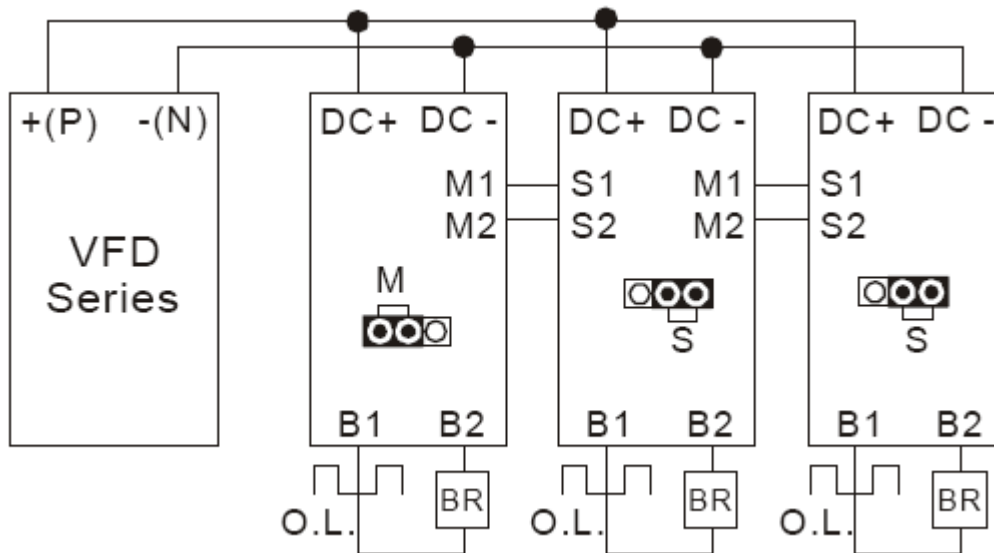 +(P) -(N)
DC+ DC -
DC+ DC -
DC+ DC -
M1 S1
M2 S2
M1 S1
M2 S2
VFD
Series
M
S
S
B1 B2
B1 B2
B1 B2
O.L. BR
O.L. BR
O.L. BR